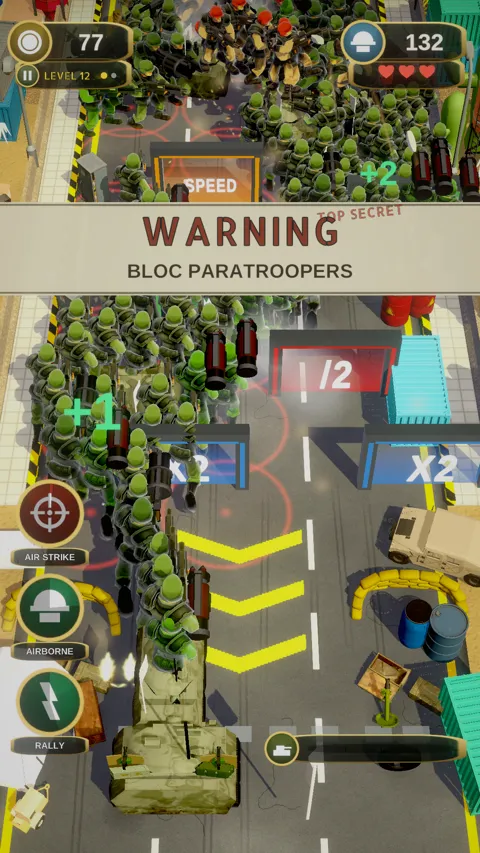 77
132
LEVEL 12
+2
SPEED
TOP SECRET
WARNING
BLOC PARATROOPERS
/2
+1
X2
X2
AIR STRIKE
AIRBORNE
RALLY